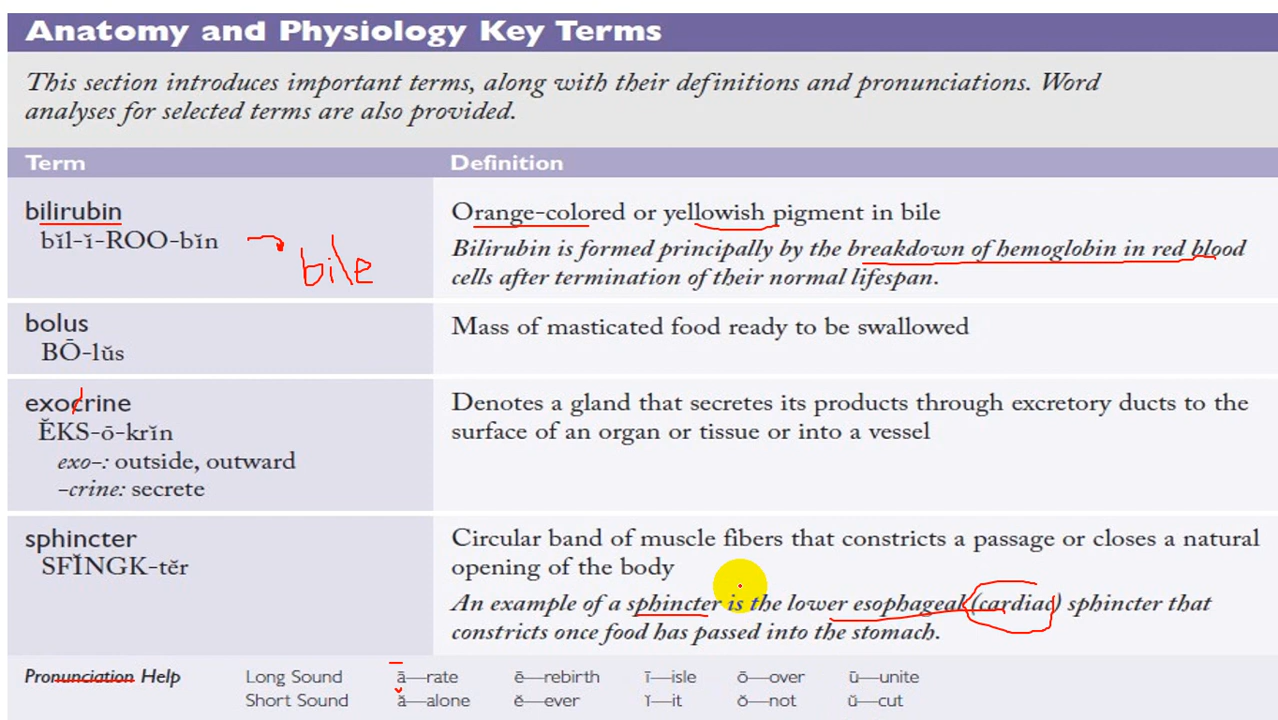 Anatomy and Physiology Key Terms
This section introduces important terms, along with their definitions and pronunciations. Word
analyses for selected terms are also provided.
Term Definition
bilirubin
bĭl-ĭ-ROO-bĭn
bile
Orange-colored or yellowish pigment in bile
Bilirubin is formed principally by the breakdown of hemoglobin in red blood
cells after termination of their normal lifespan.
bolus
BŌ-lŭs
Mass of masticated food ready to be swallowed
exocrine
ĔKS-ō-krĭn
exo–: outside, outward
–crine: secrete
Denotes a gland that secretes its products through excretory ducts to the
surface of an organ or tissue or into a vessel
sphincter
SFĬNGK-tĕr
Circular band of muscle fibers that constricts a passage or closes a natural
opening of the body
An example of a sphincter is the lower esophageal (cardiac) sphincter that
constricts once food has passed into the stomach.
Pronunciation Help Long Sound ā—rate ē—rebirth ī—isle ō—over ū—unite
Short Sound ă—alone ĕ—ever ĭ—it ŏ—not ŭ—cut